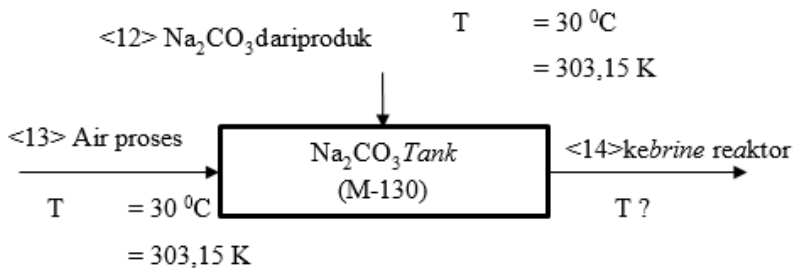 <12> Na₂CO₃dariproduk
T = 30 ⁰C
= 303,15 K
<13> Air proses
T = 30 ⁰C
= 303,15 K
Na₂CO₃Tank
(M-130)
<14>kebrine reaktor
T ?